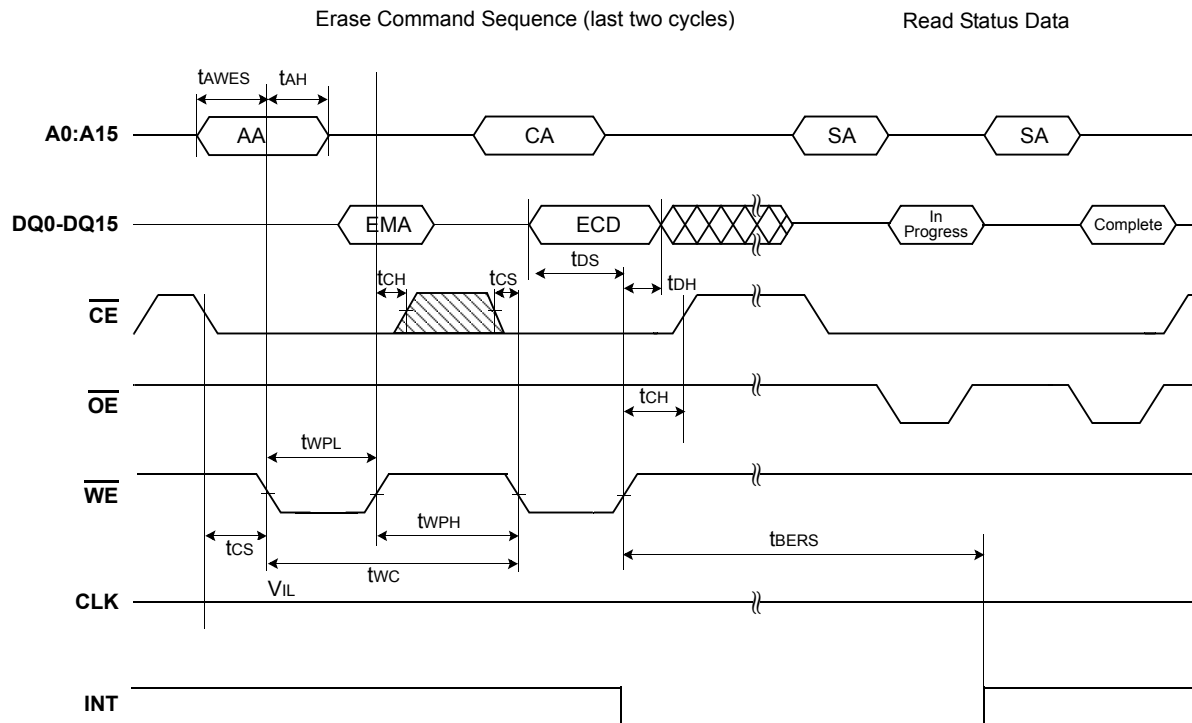 Erase Command Sequence (last two cycles)
Read Status Data
tAWES
tAH
A0:A15
AA
CA
SA
SA
DQ0-DQ15
EMA
ECD
In
Progress
Complete
tDS
tCH
tCS
tDH
CE
OE
tCH
tWPL
WE
tWPH
tCS
tBERS
tWC
VIL
CLK
INT